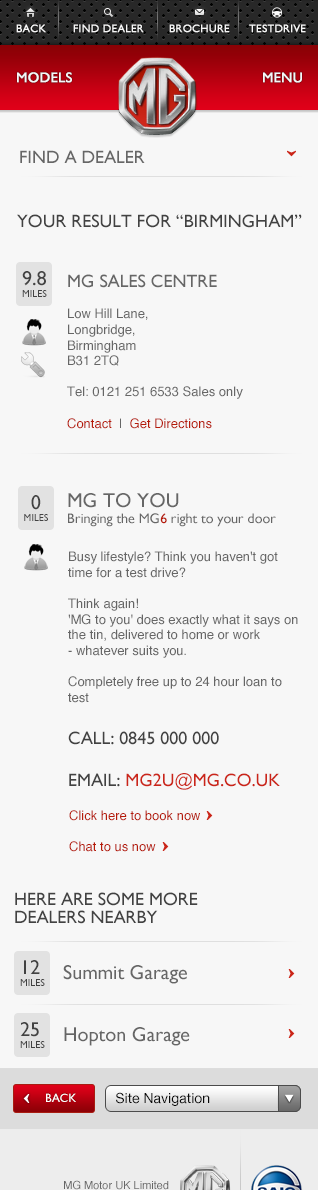 BACK
FIND DEALER
BROCHURE
TESTDRIVE
MODELS
MG
MENU
FIND A DEALER
YOUR RESULT FOR “BIRMINGHAM”
9.8
MILES
MG SALES CENTRE
Low Hill Lane,
Longbridge,
Birmingham
B31 2TQ
Tel: 0121 251 6533 Sales only
Contact | Get Directions
0
MILES
MG TO YOU
Bringing the MG6 right to your door
Busy lifestyle? Think you haven't got
time for a test drive?
Think again!
'MG to you' does exactly what it says on
the tin, delivered to home or work
- whatever suits you.
Completely free up to 24 hour loan to
test
CALL: 0845 000 000
EMAIL: MG2U@MG.CO.UK
Click here to book now
Chat to us now
HERE ARE SOME MORE
DEALERS NEARBY
12
MILES
Summit Garage
25
MILES
Hopton Garage
BACK
Site Navigation
MG Motor UK Limited
MG